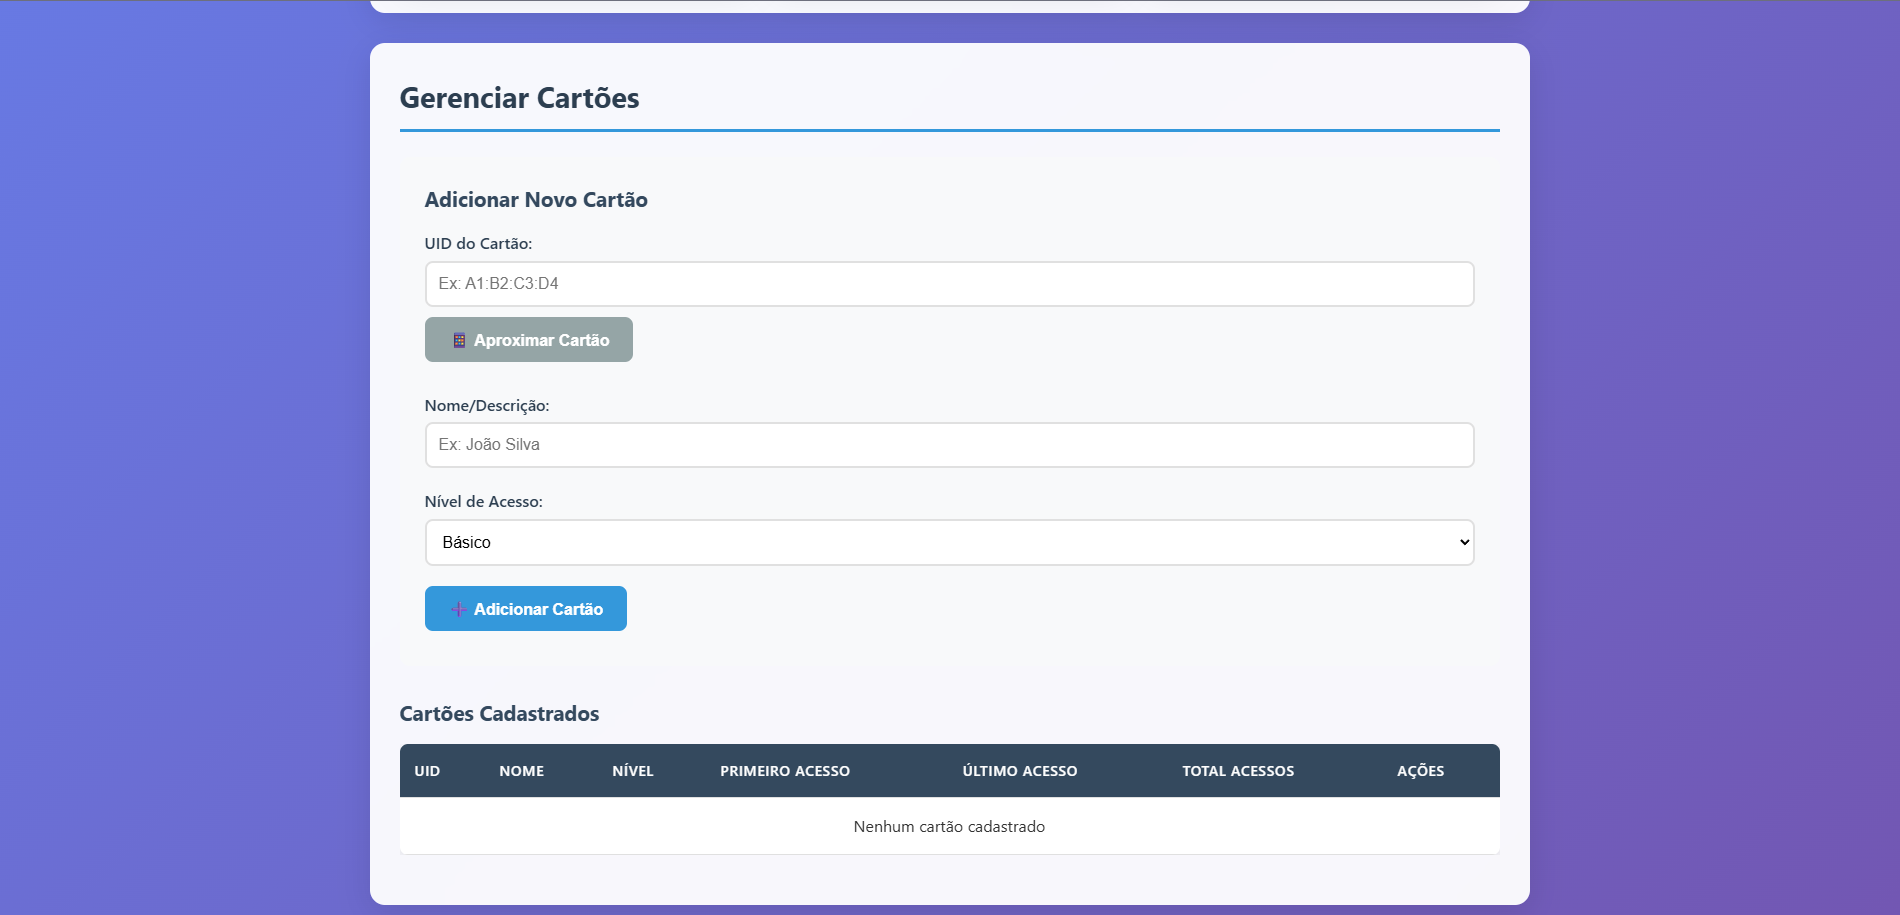 Gerenciar Cartões
Adicionar Novo Cartão
UID do Cartão:
Ex: A1:B2:C3:D4
Aproximar Cartão
Nome/Descrição:
Ex: João Silva
Nível de Acesso:
Básico
Adicionar Cartão
Cartões Cadastrados
UID NOME NÍVEL PRIMEIRO ACESSO ÚLTIMO ACESSO TOTAL ACESSOS AÇÕES
Nenhum cartão cadastrado